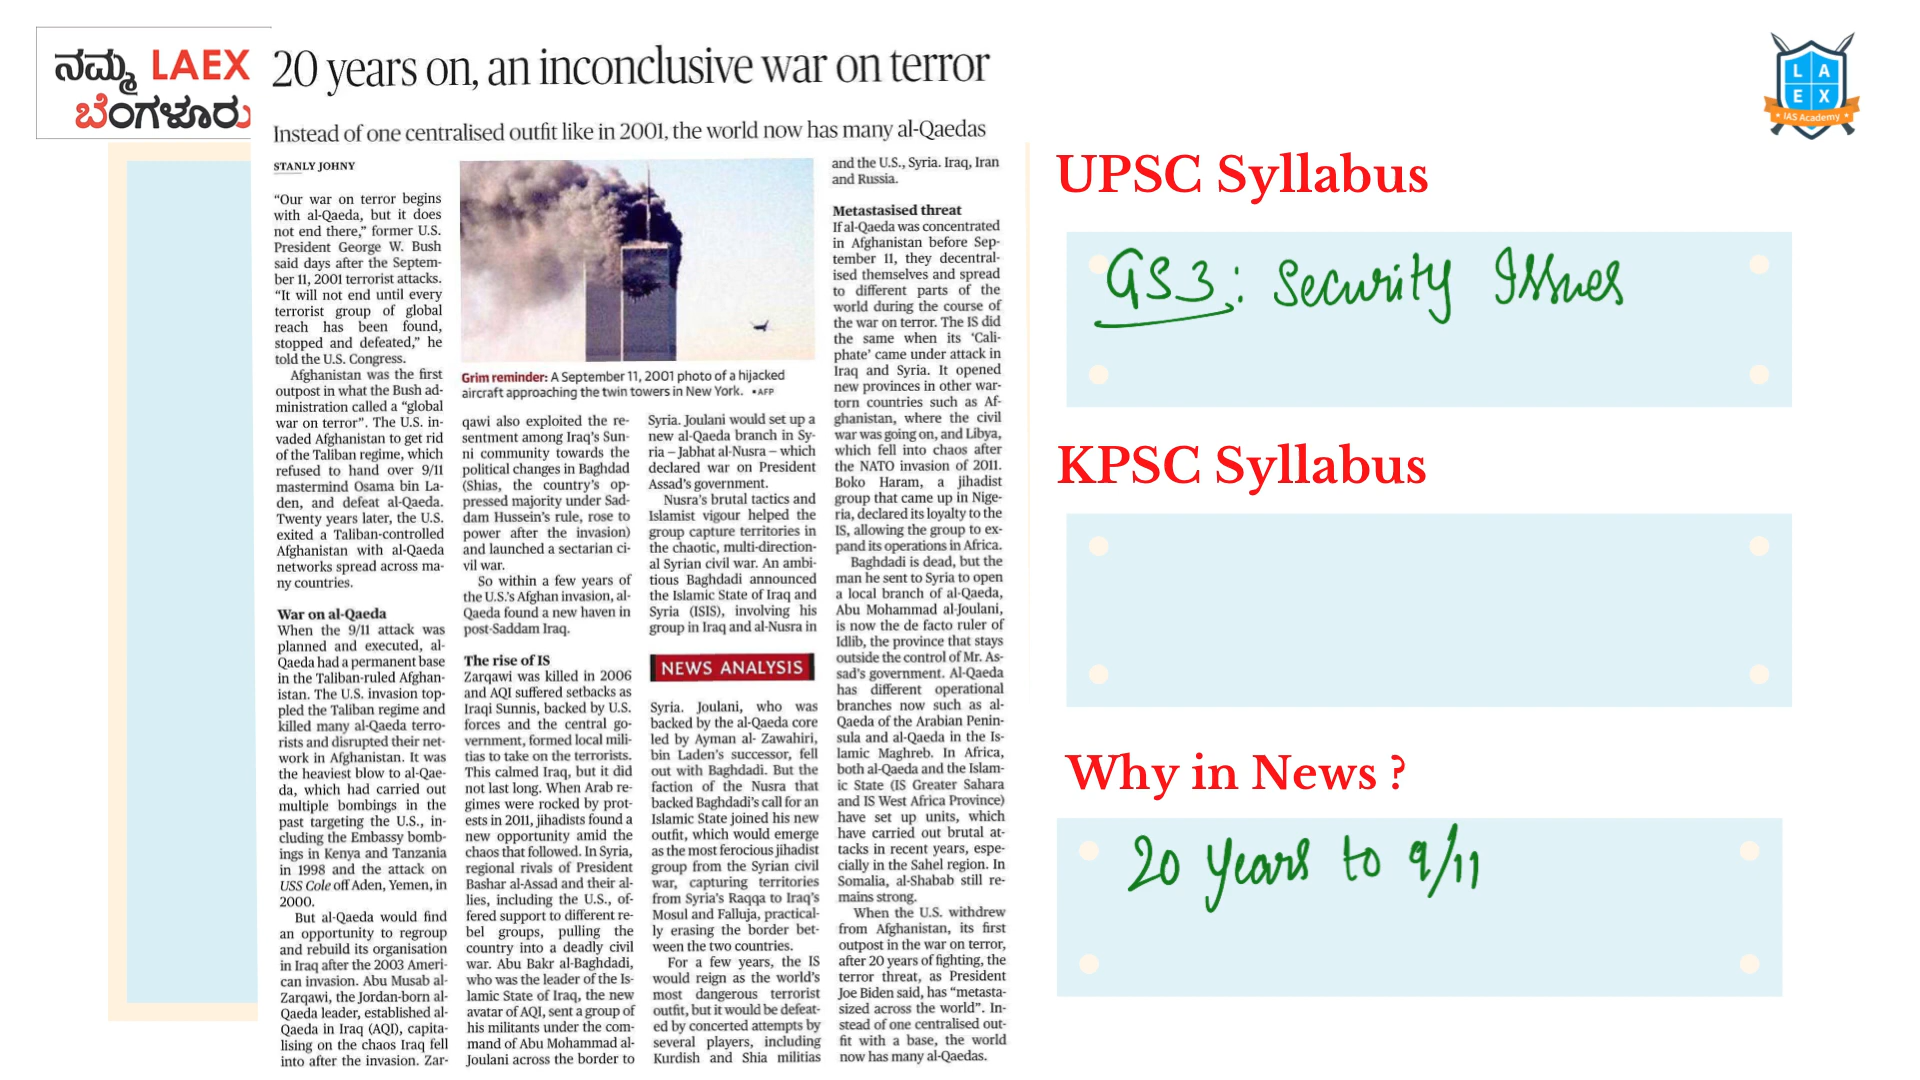 ನಮ್ಮ LAEX
ಬೆಂಗಳೂರು
20 years on, an inconclusive war on terror
Instead of one centralised outfit like in 2001, the world now has many al-Qaedas
STANLY JOHNY
“Our war on terror begins
with al-Qaeda, but it does
not end there,” former U.S.
President George W. Bush
said days after the Septem-
ber 11, 2001 terrorist attacks.
“It will not end until every
terrorist group of global
reach has been found,
stopped and defeated,” he
told the U.S. Congress.
Afghanistan was the first
outpost in what the Bush ad-
ministration called a “global
war on terror”. The U.S. in-
vaded Afghanistan to get rid
of the Taliban regime, which
refused to hand over 9/11
mastermind Osama bin La-
den, and defeat al-Qaeda.
Twenty years later, the U.S.
exited a Taliban-controlled
Afghanistan with al-Qaeda
networks spread across ma-
ny countries.
War on al-Qaeda
When the 9/11 attack was
planned and executed, al-
Qaeda had a permanent base
in the Taliban-ruled Afghan-
istan. The U.S. invasion top-
pled the Taliban regime and
killed many al-Qaeda terro-
rists and disrupted their net-
work in Afghanistan. It was
the heaviest blow to al-Qae-
da, which had carried out
multiple bombings in the
past targeting the U.S., in-
cluding the Embassy bomb-
ings in Kenya and Tanzania
in 1998 and the attack on
USS Cole off Aden, Yemen, in
2000.
But al-Qaeda would find
an opportunity to regroup
and rebuild its organisation
in Iraq after the 2003 Ameri-
can invasion. Abu Musab al-
Zarqawi, the Jordan-born al-
Qaeda leader, established al-
Qaeda in Iraq (AQI), capita-
lising on the chaos Iraq fell
into after the invasion. Zar-
Grim reminder: A September 11, 2001 photo of a hijacked
aircraft approaching the twin towers in New York. •AFP
qawi also exploited the re-
sentment among Iraq's Sun-
ni community towards the
political changes in Baghdad
(Shias, the country's op-
pressed majority under Sad-
dam Hussein's rule, rose to
power after the invasion)
and launched a sectarian ci-
vil war.
So within a few years of
the U.S.'s Afghan invasion, al-
Qaeda found a new haven in
post-Saddam Iraq.
The rise of IS
Zarqawi was killed in 2006
and AQI suffered setbacks as
Iraqi Sunnis, backed by U.S.
forces and the central go-
vernment, formed local mili-
tias to take on the terrorists.
This calmed Iraq, but it did
not last long. When Arab re-
gimes were rocked by prot-
ests in 2011, jihadists found a
new opportunity amid the
chaos that followed. In Syria,
regional rivals of President
Bashar al-Assad and their al-
lies, including the U.S., of-
fered support to different re-
bel groups, pulling the
country into a deadly civil
war. Abu Bakr al-Baghdadi,
who was the leader of the Is-
lamic State of Iraq, the new
avatar of AQI, sent a group of
his militants under the com-
mand of Abu Mohammad al-
Joulani across the border to
Syria. Joulani would set up a
new al-Qaeda branch in Sy-
ria – Jabhat al-Nusra – which
declared war on President
Assad's government.
Nusra's brutal tactics and
Islamist vigour helped the
group capture territories in
the chaotic, multi-direction-
al Syrian civil war. An ambi-
tious Baghdadi announced
the Islamic State of Iraq and
Syria (ISIS), involving his
group in Iraq and al-Nusra in
NEWS ANALYSIS
Syria. Joulani, who was
backed by the al-Qaeda core
led by Ayman al- Zawahiri,
bin Laden's successor, fell
out with Baghdadi. But the
faction of the Nusra that
backed Baghdadi's call for an
Islamic State joined his new
outfit, which would emerge
as the most ferocious jihadist
group from the Syrian civil
war, capturing territories
from Syria's Raqqa to Iraq's
Mosul and Falluja, practical-
ly erasing the border bet-
ween the two countries.
For a few years, the IS
would reign as the world's
most dangerous terrorist
outfit, but it would be defeat-
ed by concerted attempts by
several players, including
Kurdish and Shia militias
and the U.S., Syria. Iraq, Iran
and Russia.
Metastasised threat
If al-Qaeda was concentrated
in Afghanistan before Sep-
tember 11, they decentral-
ised themselves and spread
to different parts of the
world during the course of
the war on terror. The IS did
the same when its ‘Cali-
phate’ came under attack in
Iraq and Syria. It opened
new provinces in other war-
torn countries such as Af-
ghanistan, where the civil
war was going on, and Libya,
which fell into chaos after
the NATO invasion of 2011.
Boko Haram, a jihadist
group that came up in Nige-
ria, declared its loyalty to the
IS, allowing the group to ex-
pand its operations in Africa.
Baghdadi is dead, but the
man he sent to Syria to open
a local branch of al-Qaeda,
Abu Mohammad al-Joulani,
is now the de facto ruler of
Idlib, the province that stays
outside the control of Mr. As-
sad's government. Al-Qaeda
has different operational
branches now such as al-
Qaeda of the Arabian Penin-
sula and al-Qaeda in the Is-
lamic Maghreb. In Africa,
both al-Qaeda and the Islam-
ic State (IS Greater Sahara
and IS West Africa Province)
have set up units, which
have carried out brutal at-
tacks in recent years, espe-
cially in the Sahel region. In
Somalia, al-Shabab still re-
mains strong.
When the U.S. withdrew
from Afghanistan, its first
outpost in the war on terror,
after 20 years of fighting, the
terror threat, as President
Joe Biden said, has “metasta-
sized across the world”. In-
stead of one centralised out-
fit with a base, the world
now has many al-Qaedas.
L A
E X
IAS Academy
UPSC Syllabus
GS3: Security Issues
KPSC Syllabus
Why in News ?
20 Years to 9/11